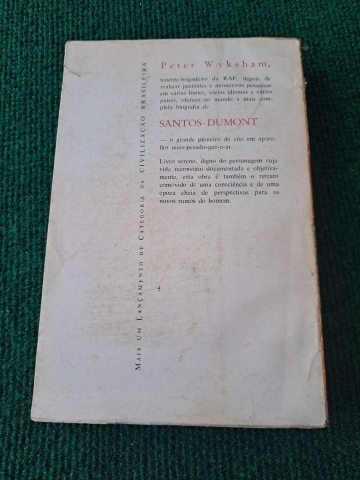 Peter Wykeham,
tenente-brigadeiro da RAF, depois de
realizar pacientes e minuciosas pesquisas
em várias fontes, vários idiomas e vários
países, oferece ao mundo a mais com-
pleta biografia de
SANTOS-DUMONT
— o grande pioneiro do vôo em apare-
lho mais-pesado-que-o-ar.
Livro sereno, digno do personagem cuja
vida reconstitui documentada e objetiva-
mente, esta obra é também o retrato
comovido de uma consciência e de uma
época cheia de perspectivas para os
novos rumos do homem.
MAIS UM LANÇAMENTO DE CATEGORIA DA CIVILIZAÇÃO BRASILEIRA